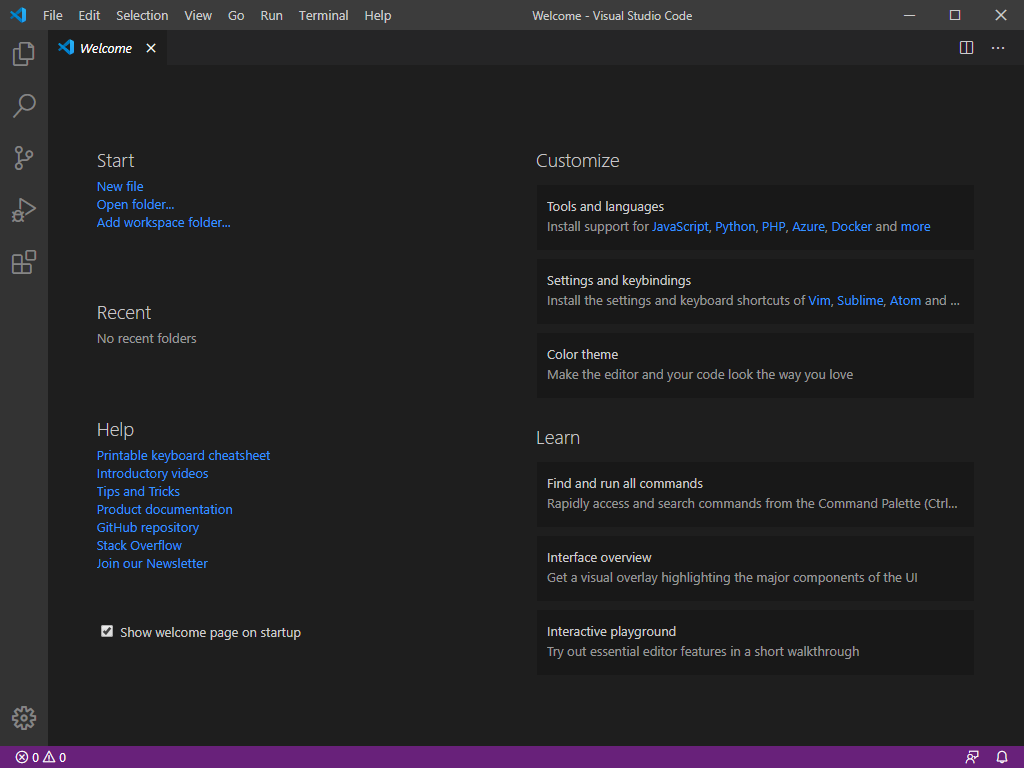 File Edit Selection View Go Run Terminal Help Welcome - Visual Studio Code
Welcome
Start
New file
Open folder...
Add workspace folder...
Recent
No recent folders
Help
Printable keyboard cheatsheet
Introductory videos
Tips and Tricks
Product documentation
GitHub repository
Stack Overflow
Join our Newsletter
Show welcome page on startup
Customize
Tools and languages
Install support for JavaScript, Python, PHP, Azure, Docker and more
Settings and keybindings
Install the settings and keyboard shortcuts of Vim, Sublime, Atom and ...
Color theme
Make the editor and your code look the way you love
Learn
Find and run all commands
Rapidly access and search commands from the Command Palette (Ctrl...
Interface overview
Get a visual overlay highlighting the major components of the UI
Interactive playground
Try out essential editor features in a short walkthrough
0 0